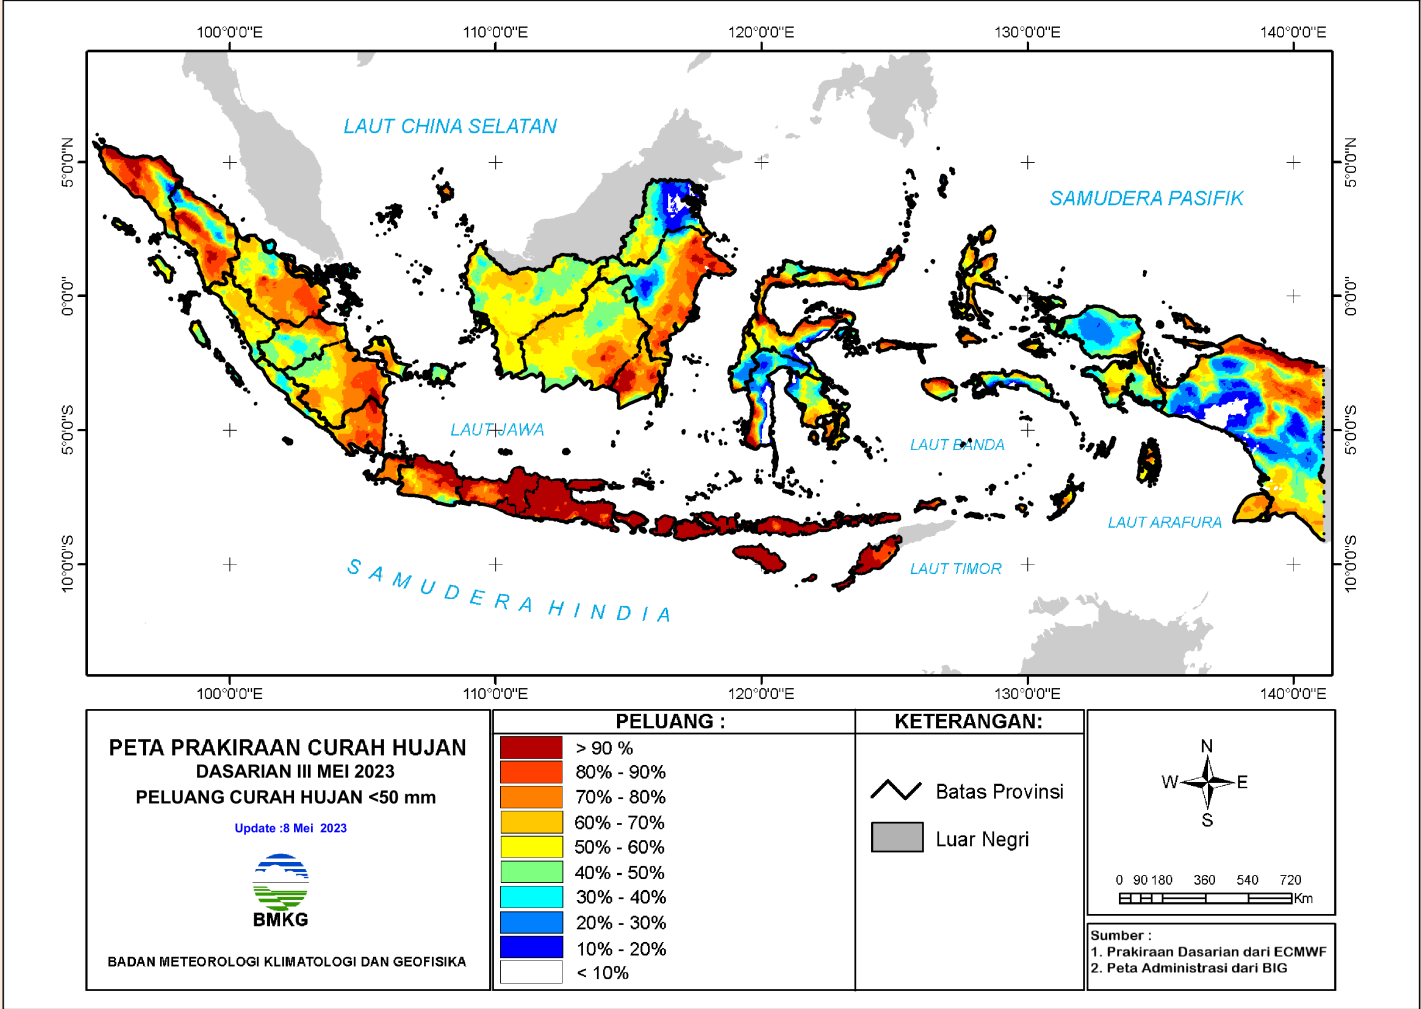 100°0'0"E 110°0'0"E 120°0'0"E 130°0'0"E 140°0'0"E
5°0'0"N
0°0'0"
5°0'0"S
10°0'0"S
LAUT CHINA SELATAN
SAMUDERA PASIFIK
LAUT JAWA
LAUT BANDA
LAUT ARAFURA
LAUT TIMOR
SAMUDERA HINDIA
5°0'0"N
0°0'0"
5°0'0"S
10°0'0"S
100°0'0"E 110°0'0"E 120°0'0"E 130°0'0"E 140°0'0"E
PETA PRAKIRAAN CURAH HUJAN
DASARIAN III MEI 2023
PELUANG CURAH HUJAN <50 mm
Update :8 Mei 2023
BMKG
BADAN METEOROLOGI KLIMATOLOGI DAN GEOFISIKA
PELUANG :
> 90 %
80% - 90%
70% - 80%
60% - 70%
50% - 60%
40% - 50%
30% - 40%
20% - 30%
10% - 20%
< 10%
KETERANGAN:
Batas Provinsi
Luar Negri
N
W E
S
0 90 180 360 540 720
Km
Sumber :
1. Prakiraan Dasarian dari ECMWF
2. Peta Administrasi dari BIG